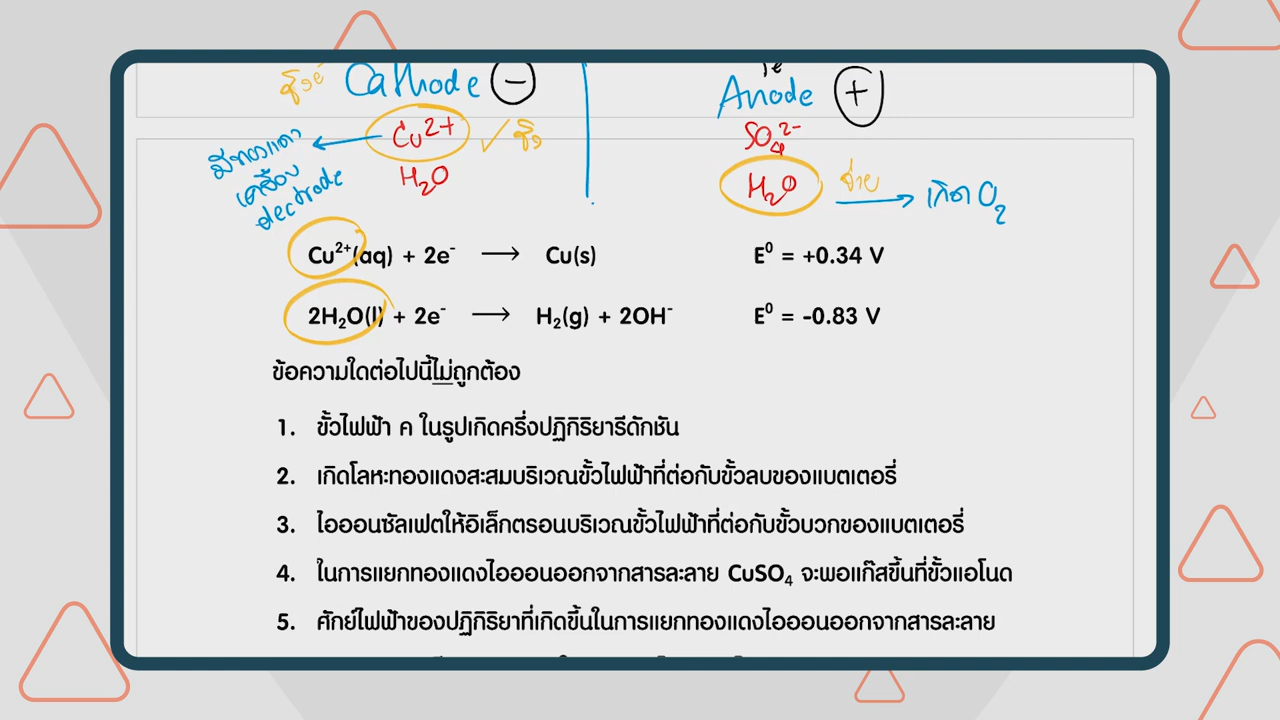 ชิงe⁻ Cathode − Anode +
Cu²⁺ ✓ ชิง SO₄²⁻
มีทองแดง
เคลือบ
electrode
H₂O H₂O จ่าย → เกิด O₂
Cu²⁺(aq) + 2e⁻ ⟶ Cu(s) E⁰ = +0.34 V
2H₂O(l) + 2e⁻ ⟶ H₂(g) + 2OH⁻ E⁰ = -0.83 V
ข้อความใดต่อไปนี้ไม่ถูกต้อง
1. ขั้วไฟฟ้า ค ในรูปเกิดครึ่งปฏิกิริยารีดักชัน
2. เกิดโลหะทองแดงสะสมบริเวณขั้วไฟฟ้าที่ต่อกับขั้วลบของแบตเตอรี่
3. ไอออนซัลเฟตให้อิเล็กตรอนบริเวณขั้วไฟฟ้าที่ต่อกับขั้วบวกของแบตเตอรี่
4. ในการแยกทองแดงไอออนออกจากสารละลาย CuSO₄ จะพอแก๊สขึ้นที่ขั้วแอโนด
5. ศักย์ไฟฟ้าของปฏิกิริยาที่เกิดขึ้นในการแยกทองแดงไอออนออกจากสารละลาย